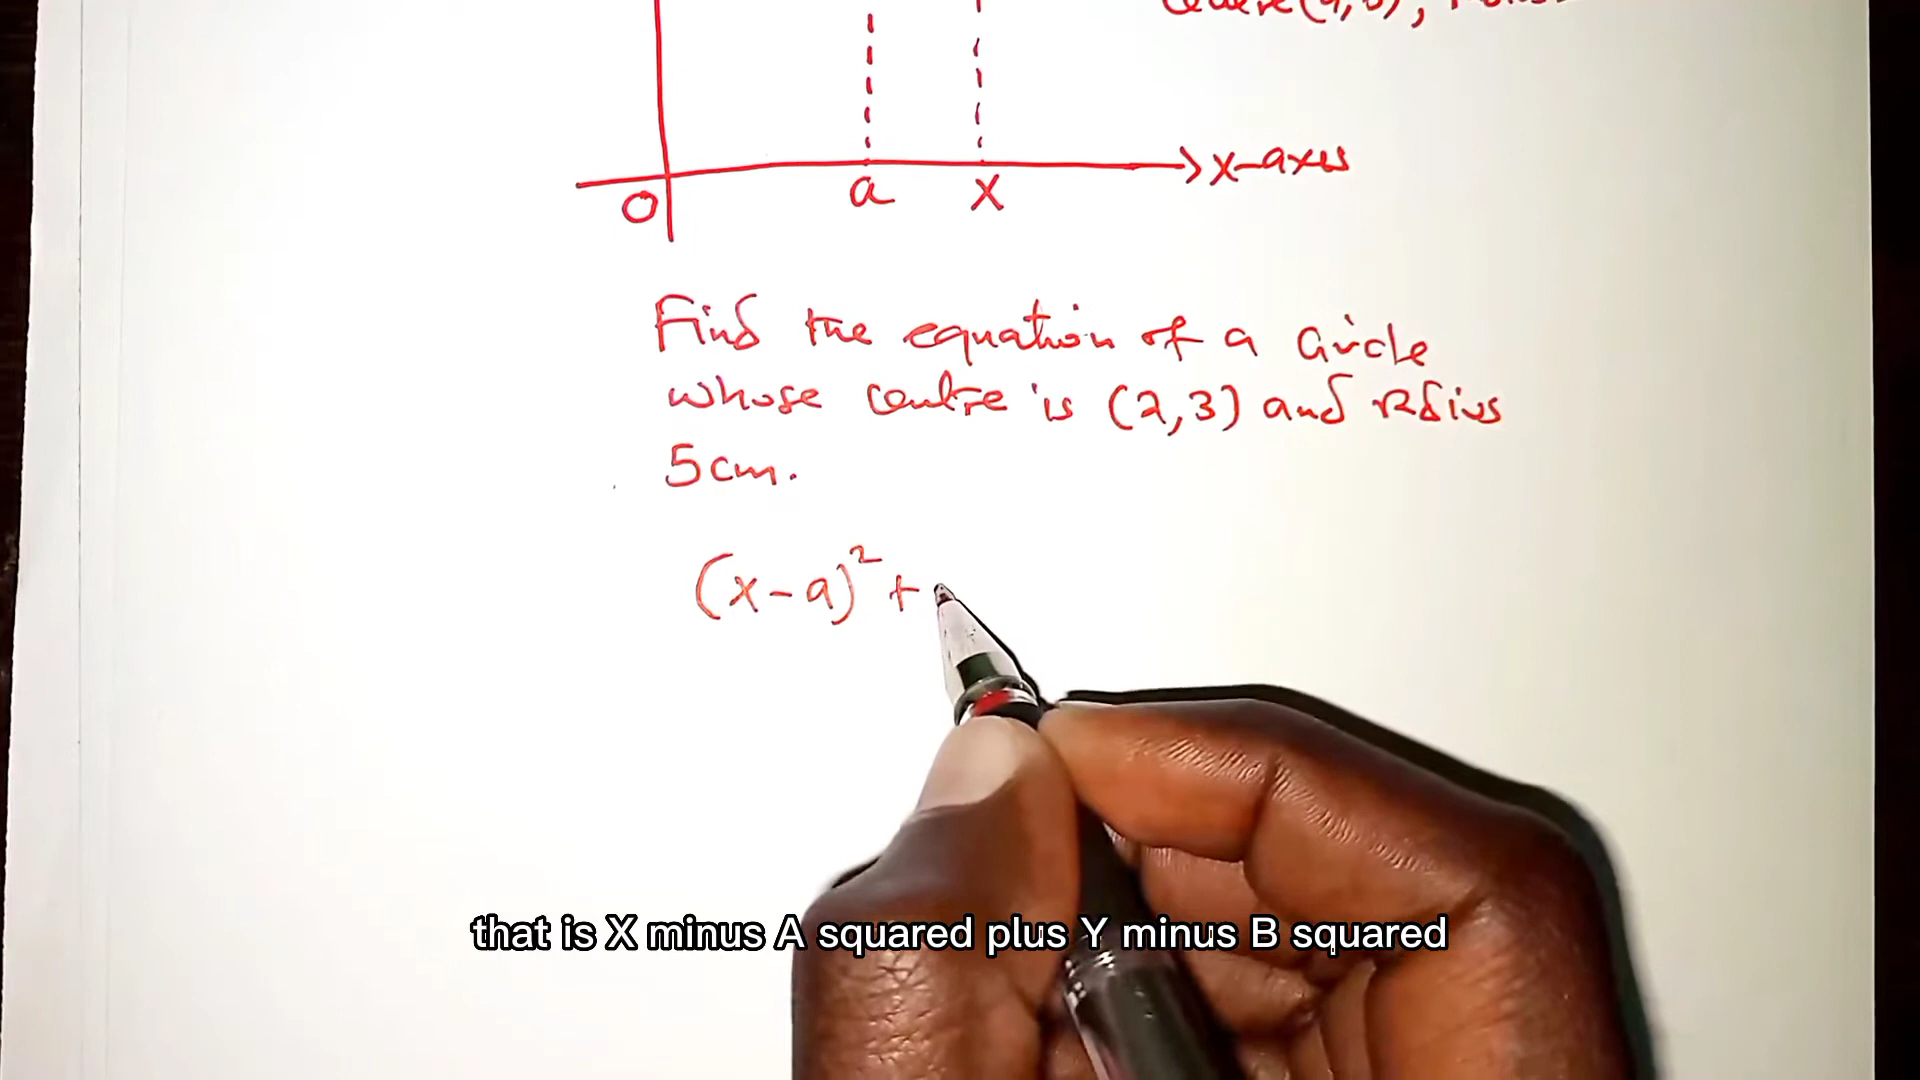 centre(a,b),
x-axis
a
x
O
Find the equation of a circle
whose centre is (2,3) and radius
5cm.
(x-a)²+
that is X minus A squared plus Y minus B squared